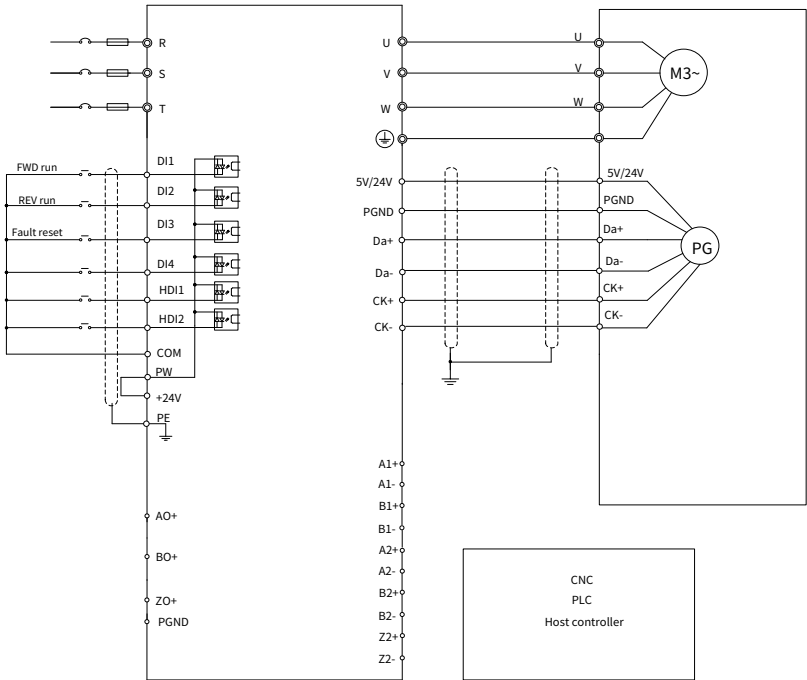 R
S
T
U
V
W
U
V
W
M3~
DI1
DI2
DI3
DI4
HDI1
HDI2
COM
PW
+24V
PE
FWD run
REV run
Fault reset
5V/24V
PGND
Da+
Da-
CK+
CK-
5V/24V
PGND
Da+
Da-
CK+
CK-
PG
AO+
BO+
ZO+
PGND
A1+
A1-
B1+
B1-
A2+
A2-
B2+
B2-
Z2+
Z2-
CNC
PLC
Host controller